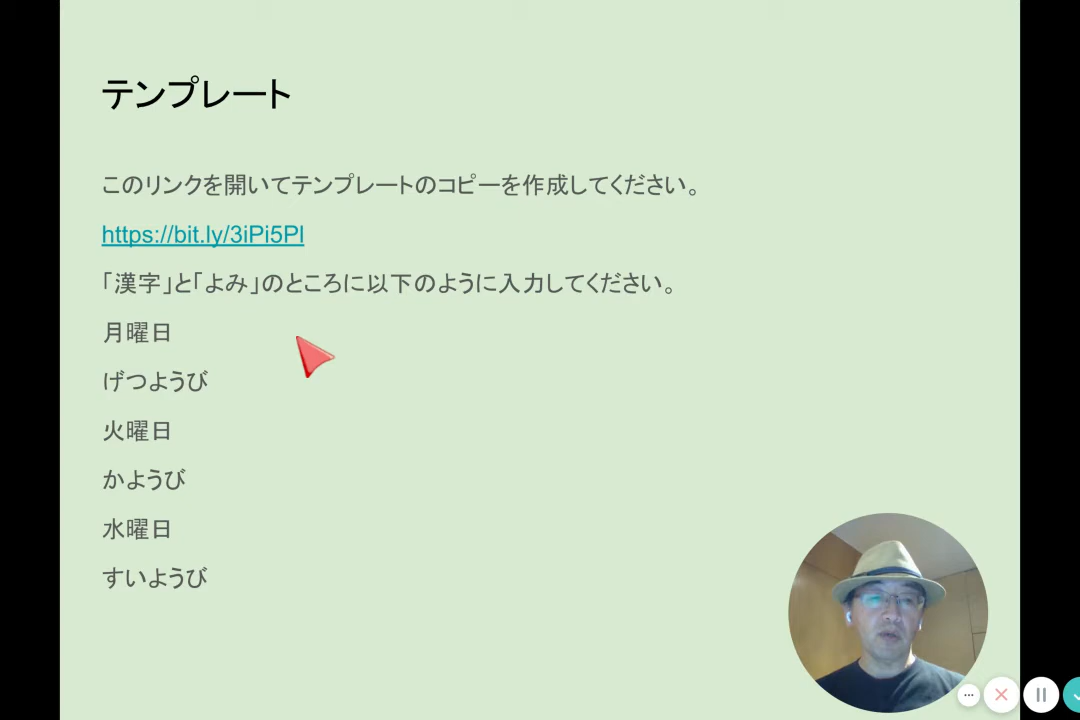 テンプレート
このリンクを開いてテンプレートのコピーを作成してください。
https://bit.ly/3iPi5Pl
「漢字」と「よみ」のところに以下のように入力してください。
月曜日
げつようび
火曜日
かようび
水曜日
すいようび